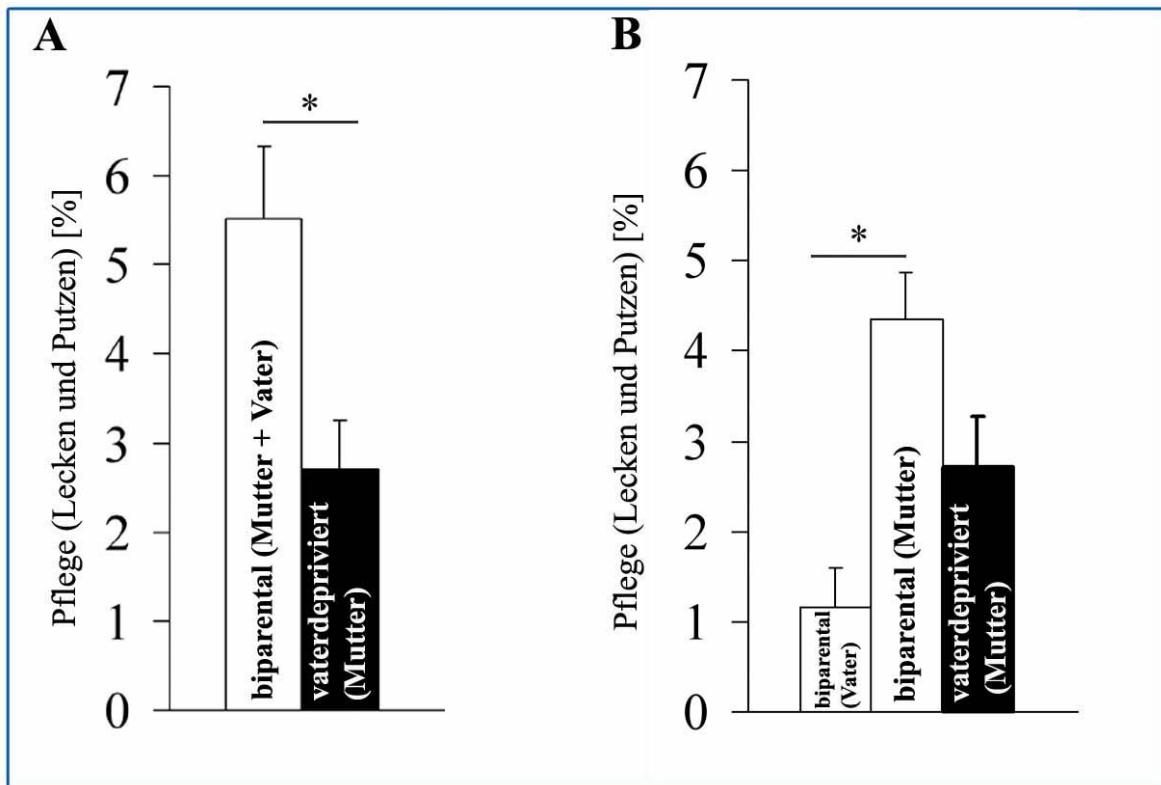 A
Pflege (Lecken und Putzen) [%]
7
6
5
4
3
2
1
0
*
biparental (Mutter + Vater)
vaterdepriviert
(Mutter)
B
Pflege (Lecken und Putzen) [%]
7
6
5
4
3
2
1
0
*
biparental
(Vater)
biparental (Mutter)
vaterdepriviert
(Mutter)